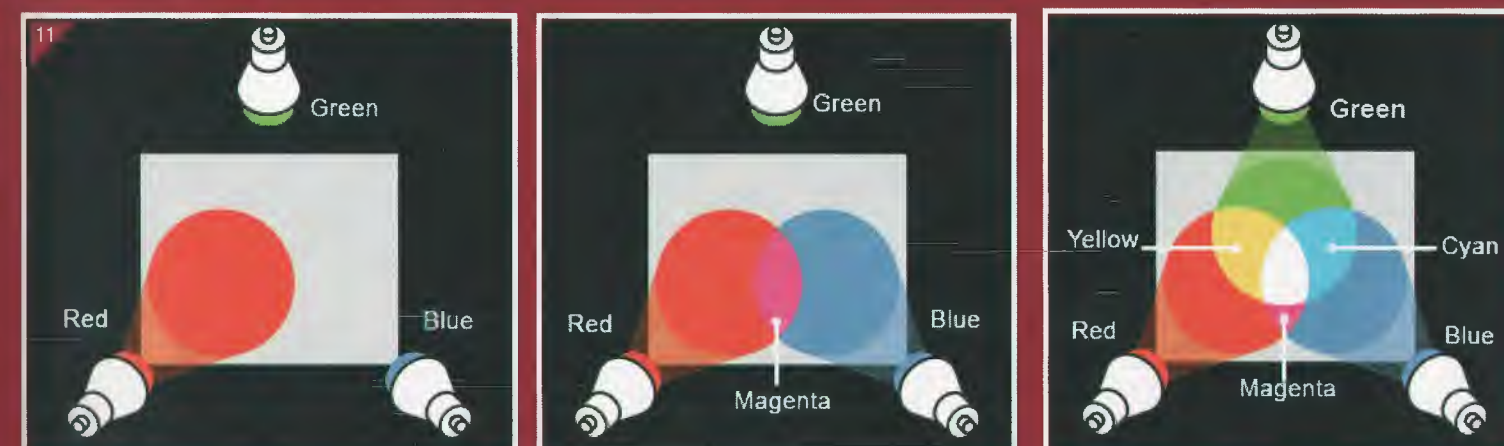 11
Green
Red
Blue
Green
Red
Blue
Magenta
Green
Yellow
Cyan
Red
Blue
Magenta